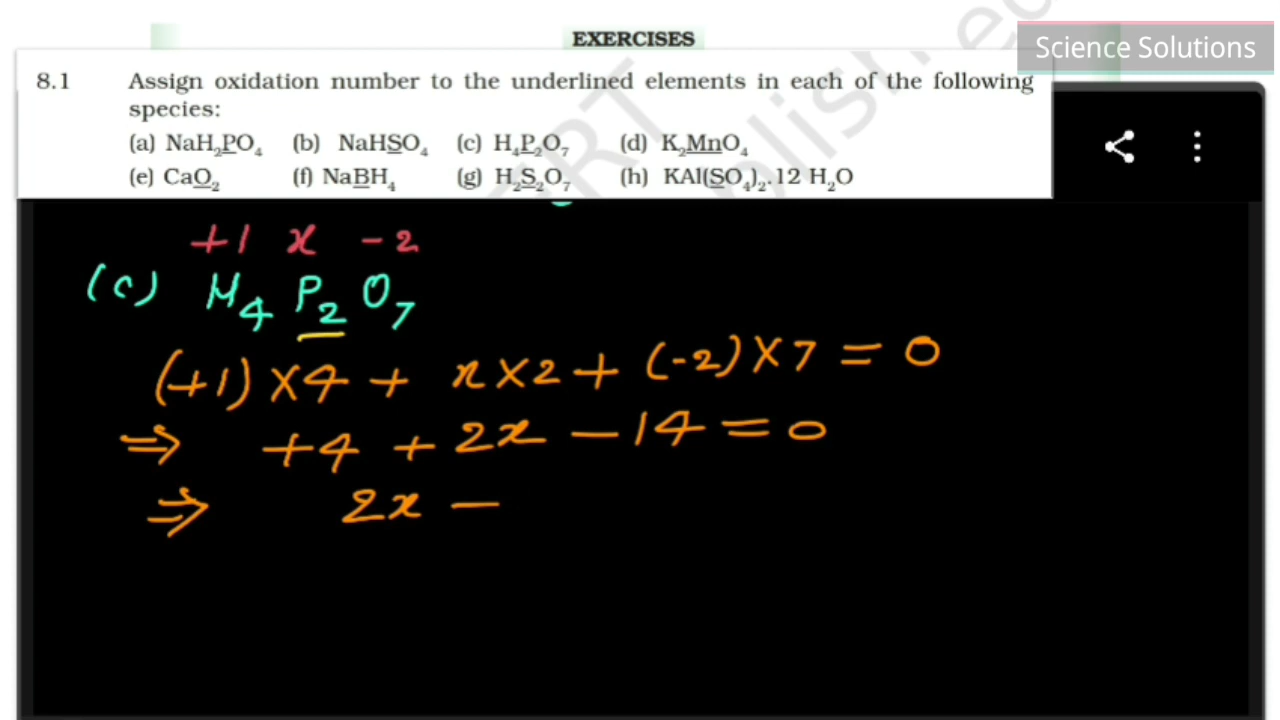 EXERCISES
Science Solutions
8.1 Assign oxidation number to the underlined elements in each of the following
species:
(a) NaH₂PO₄ (b) NaHSO₄ (c) H₄P₂O₇ (d) K₂MnO₄
(e) CaO₂ (f) NaBH₄ (g) H₂S₂O₇ (h) KAl(SO₄)₂.12 H₂O
+1 x -2
(c) H₄ P₂ O₇
(+1) × 4 + x × 2 + (-2) × 7 = 0
⇒ +4 + 2x - 14 = 0
⇒ 2x -